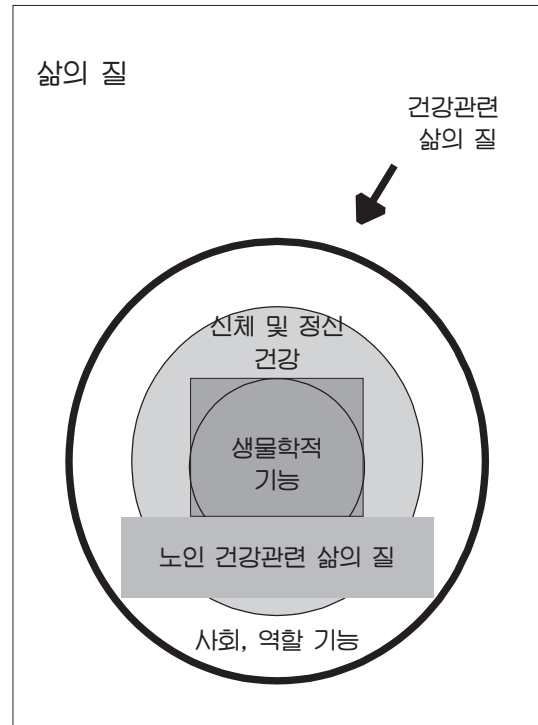 삶의 질
건강관련
삶의 질
신체 및 정신
건강
생물학적
기능
노인 건강관련 삶의 질
사회, 역할 기능